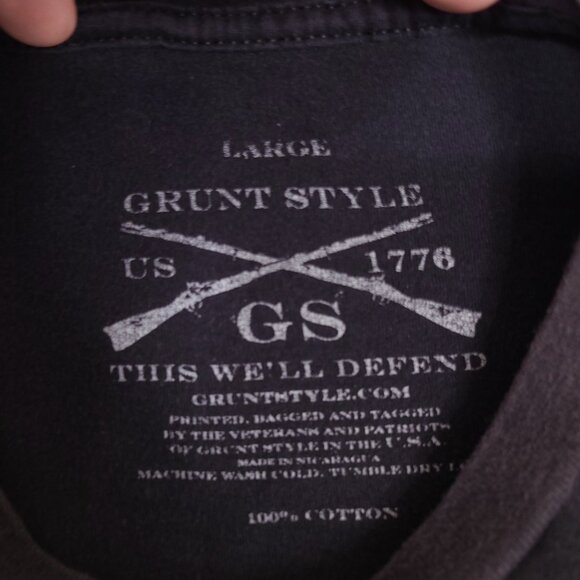 LARGE
GRUNT STYLE
US 1776
GS
THIS WE'LL DEFEND
GRUNTSTYLE.COM
PRINTED, BAGGED AND TAGGED
BY THE VETERANS AND PATRIOTS
OF GRUNT STYLE IN THE U.S.A
MADE IN NICARAGUA
MACHINE WASH COLD. TUMBLE DRY
100% COTTON